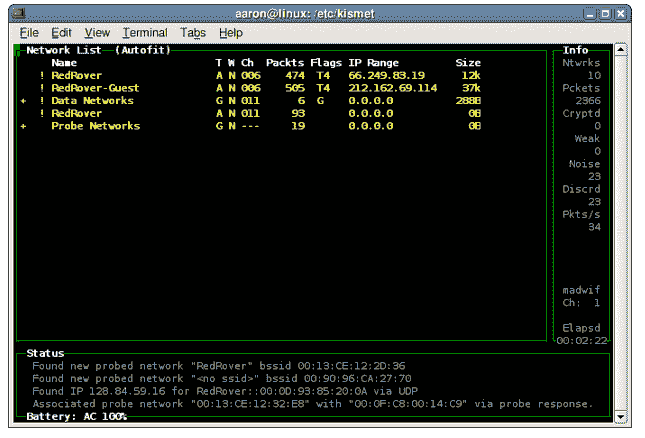 aaron@linux: /etc/kismet
File Edit View Terminal Tabs Help
Network List—(Autofit)
Name T W Ch Packts Flags IP Range Size
! RedRover A N 006 474 T4 66.249.83.19 12k
! RedRover-Guest A N 006 505 T4 212.162.69.114 37k
+ ! Data Networks G N 011 6 G 0.0.0.0 288B
! RedRover A N 011 93 0.0.0.0 0B
+ Probe Networks G N --- 19 0.0.0.0 0B
Info
Ntwrks
10
Pckets
2366
Cryptd
0
Weak
0
Noise
23
Discrd
23
Pkts/s
34
madwif
Ch: 1
Elapsd
00:02:22
Status
Found new probed network "RedRover" bssid 00:13:CE:12:2D:36
Found new probed network "<no ssid>" bssid 00:90:96:CA:27:70
Found IP 128.84.59.16 for RedRover::00:0D:93:85:20:0A via UDP
Associated probe network "00:13:CE:12:32:E8" with "00:0F:C8:00:14:C9" via probe response.
Battery: AC 100%